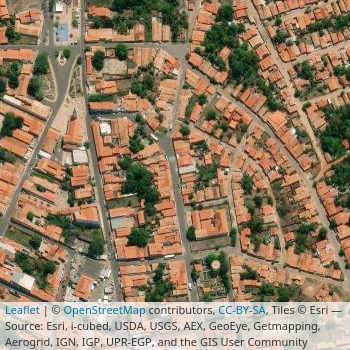 Leaflet | © OpenStreetMap contributors, CC-BY-SA, Tiles © Esri —
Source: Esri, i-cubed, USDA, USGS, AEX, GeoEye, Getmapping,
Aerogrid, IGN, IGP, UPR-EGP, and the GIS User Community